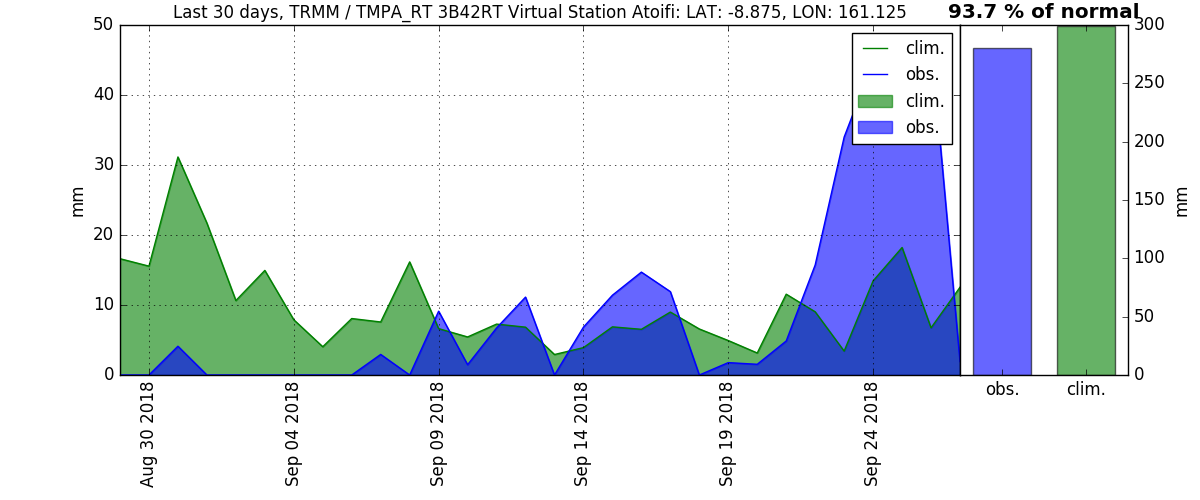 Last 30 days, TRMM / TMPA_RT 3B42RT Virtual Station Atoifi: LAT: -8.875, LON: 161.125
93.7 % of normal
mm
50
40
30
20
10
0
clim.
obs.
clim.
obs.
Aug 30 2018
Sep 04 2018
Sep 09 2018
Sep 14 2018
Sep 19 2018
Sep 24 2018
300
250
200
150
100
50
0
mm
obs.
clim.